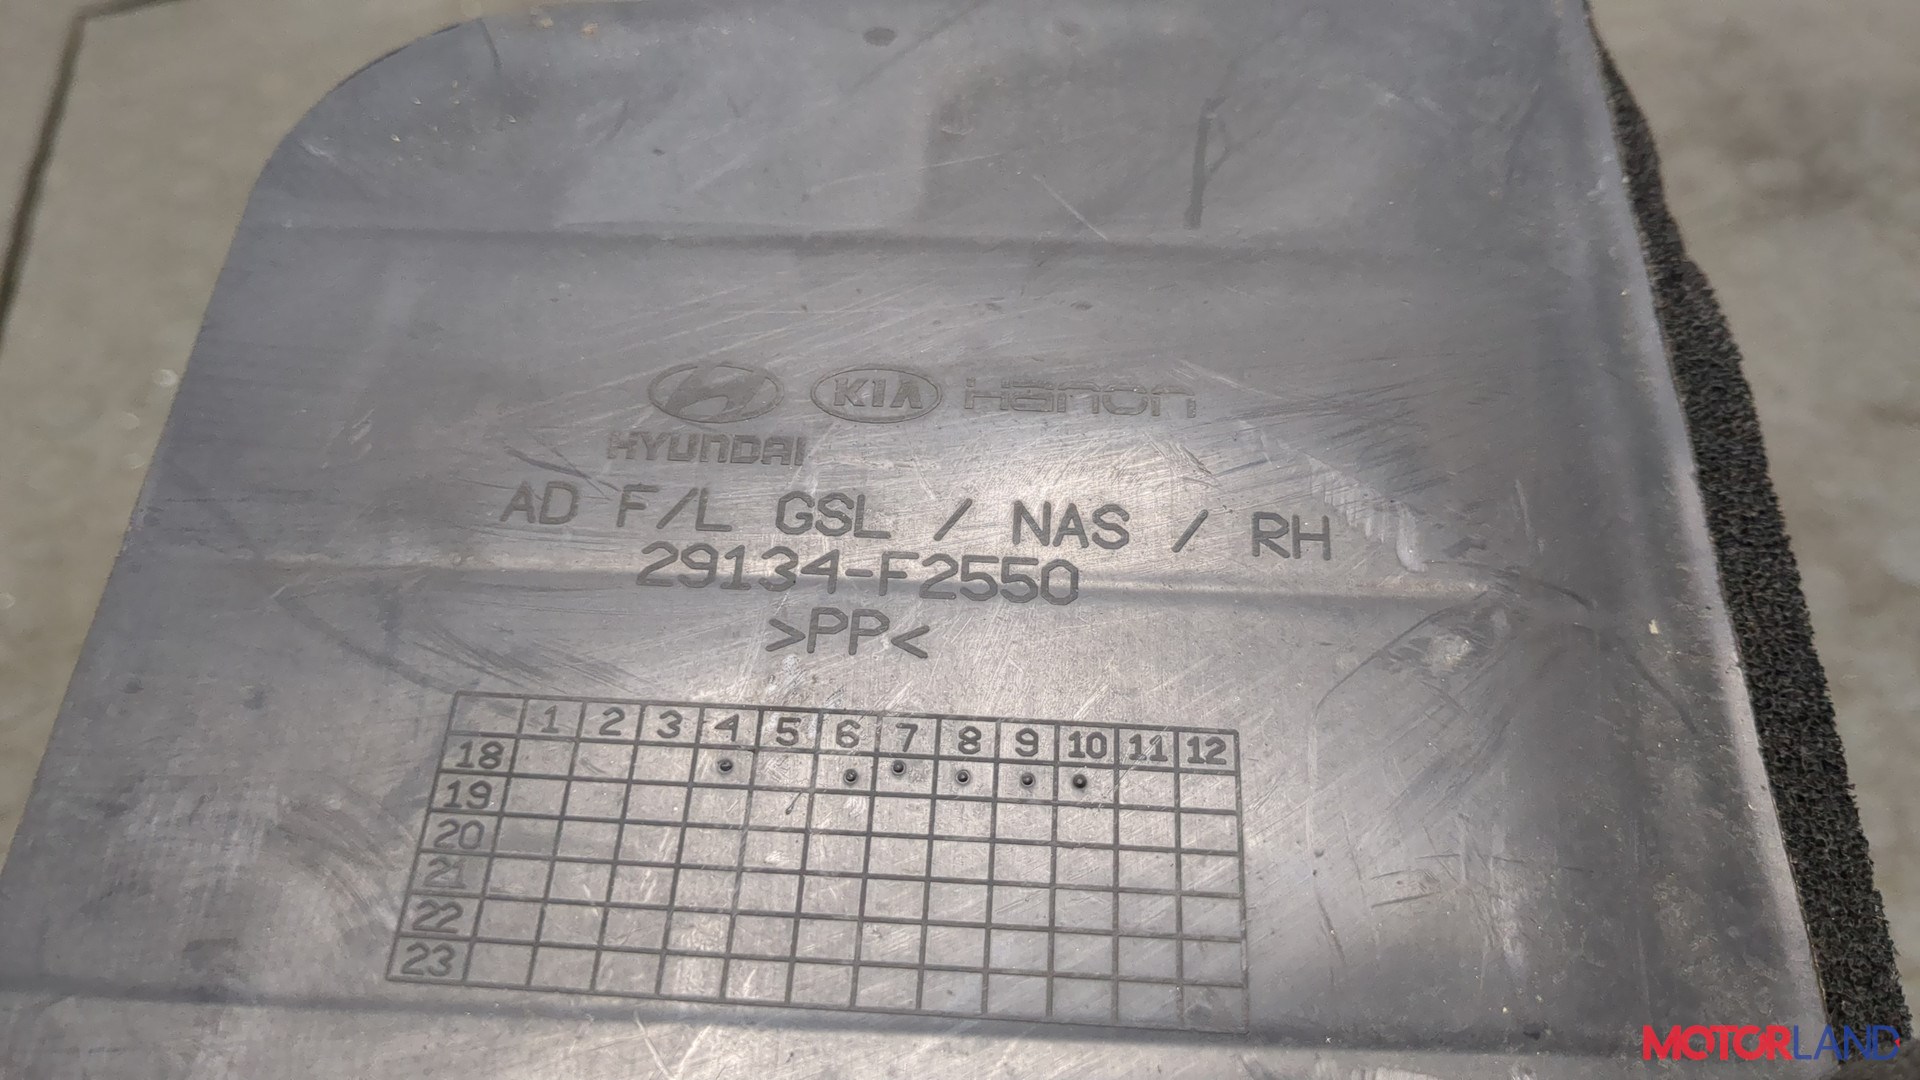 KIA Hanon
HYUNDAI
AD F/L GSL / NAS / RH
29134-F2550
>PP<
1 2 3 4 5 6 7 8 9 10 11 12
18
19
20
21
22
23
MOTORLAND